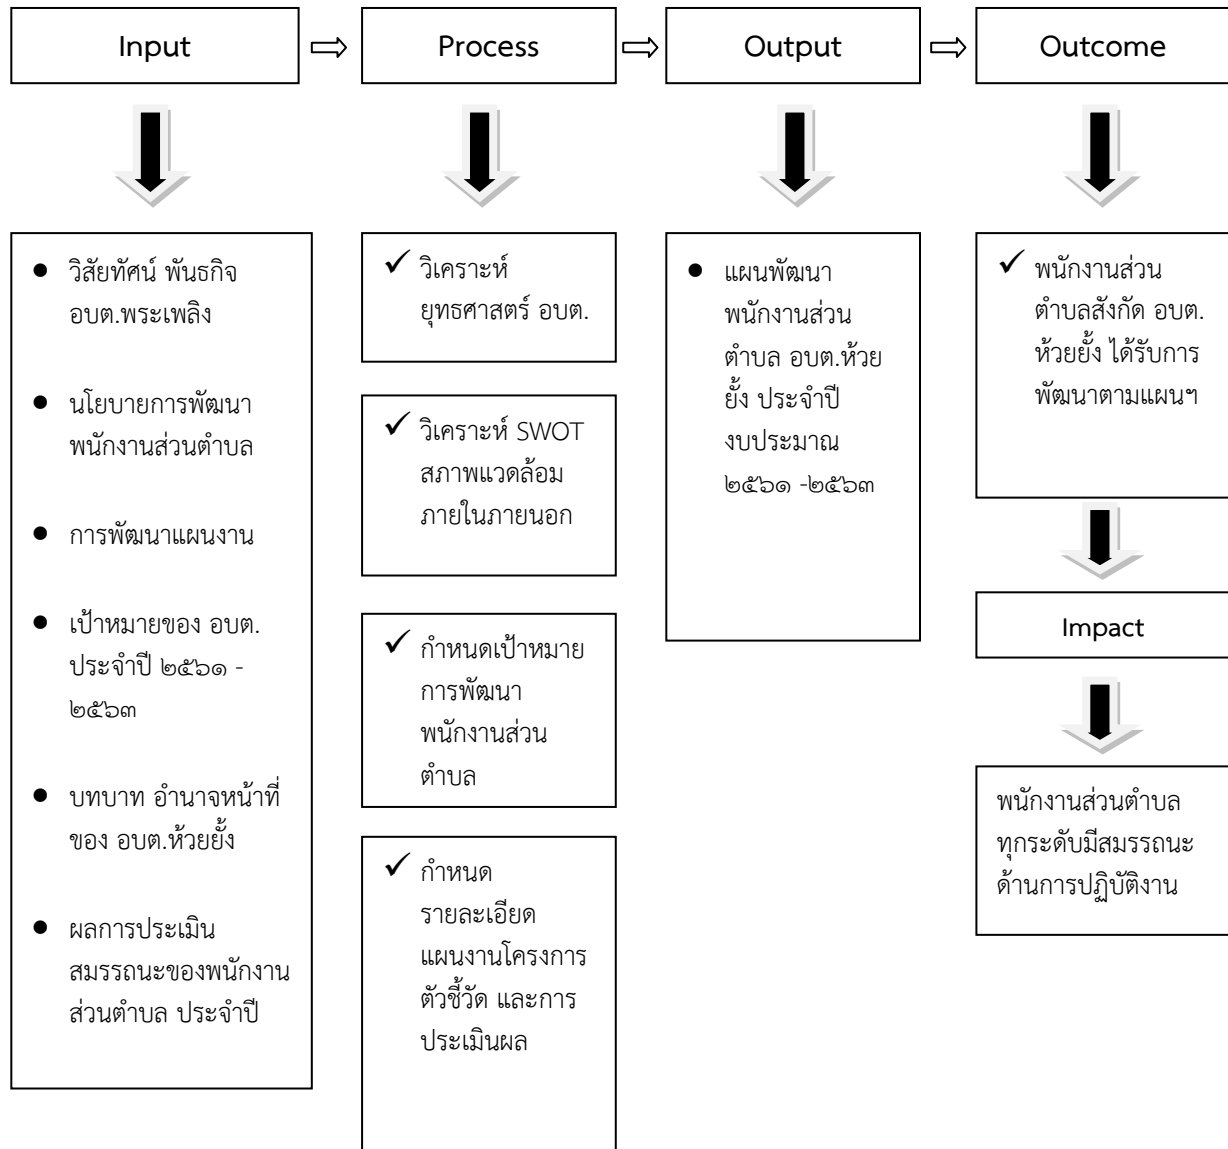 Input
Process
Output
Outcome
วิสัยทัศน์ พันธกิจ
อบต.พระเพลิง
นโยบายการพัฒนา
พนักงานส่วนตำบล
การพัฒนาแผนงาน
เป้าหมายของ อบต.
ประจำปี ๒๕๖๑ -
๒๕๖๓
บทบาท อำนาจหน้าที่
ของ อบต.ห้วยยั้ง
ผลการประเมิน
สมรรถนะของพนักงาน
ส่วนตำบล ประจำปี
วิเคราะห์
ยุทธศาสตร์ อบต.
วิเคราะห์ SWOT
สภาพแวดล้อม
ภายในภายนอก
กำหนดเป้าหมาย
การพัฒนา
พนักงานส่วน
ตำบล
กำหนด
รายละเอียด
แผนงานโครงการ
ตัวชี้วัด และการ
ประเมินผล
แผนพัฒนา
พนักงานส่วน
ตำบล อบต.ห้วย
ยั้ง ประจำปี
งบประมาณ
๒๕๖๑ -๒๕๖๓
พนักงานส่วน
ตำบลสังกัด อบต.
ห้วยยั้ง ได้รับการ
พัฒนาตามแผนฯ
Impact
พนักงานส่วนตำบล
ทุกระดับมีสมรรถนะ
ด้านการปฏิบัติงาน